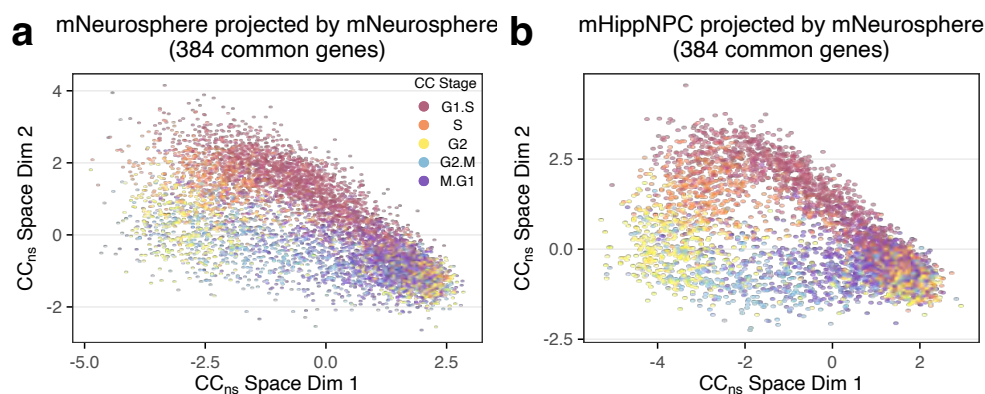 a
mNeurosphere projected by mNeurosphere
(384 common genes)
CC Stage
G1.S
S
G2
G2.M
M.G1
4
2
0
-2
CCns Space Dim 2
-5.0 -2.5 0.0 2.5
CCns Space Dim 1
b
mHippNPC projected by mNeurosphere
(384 common genes)
2.5
0.0
-2.5
CCns Space Dim 2
-4 -2 0 2
CCns Space Dim 1